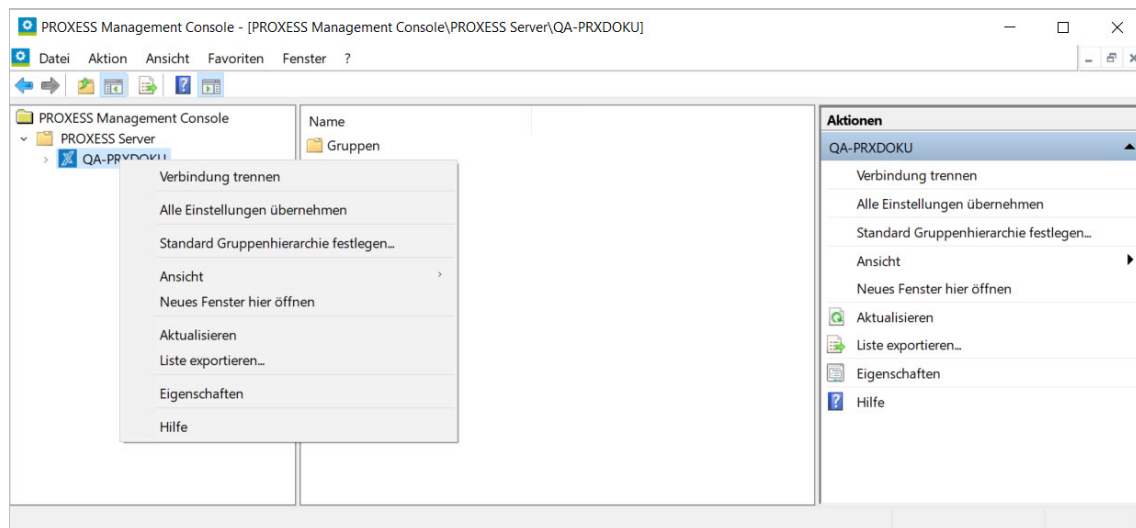 PROXESS Management Console - [PROXESS Management Console\PROXESS Server\QA-PRXDOKU]
Datei Aktion Ansicht Favoriten Fenster ?
PROXESS Management Console
PROXESS Server
QA-PRXDOKU
Verbindung trennen
Alle Einstellungen übernehmen
Standard Gruppenhierarchie festlegen...
Ansicht
Neues Fenster hier öffnen
Aktualisieren
Liste exportieren...
Eigenschaften
Hilfe
Name
Gruppen
Aktionen
QA-PRXDOKU
Verbindung trennen
Alle Einstellungen übernehmen
Standard Gruppenhierarchie festlegen...
Ansicht
Neues Fenster hier öffnen
Aktualisieren
Liste exportieren...
Eigenschaften
Hilfe